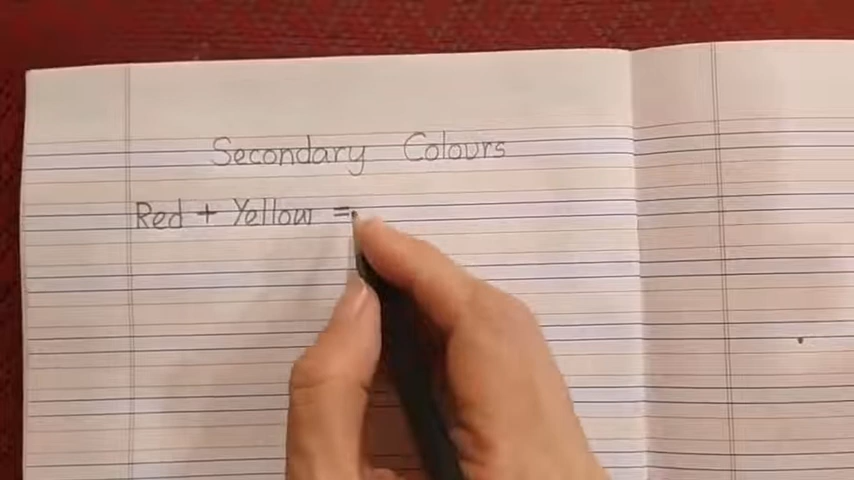 Secondary Colours
Red + Yellow =